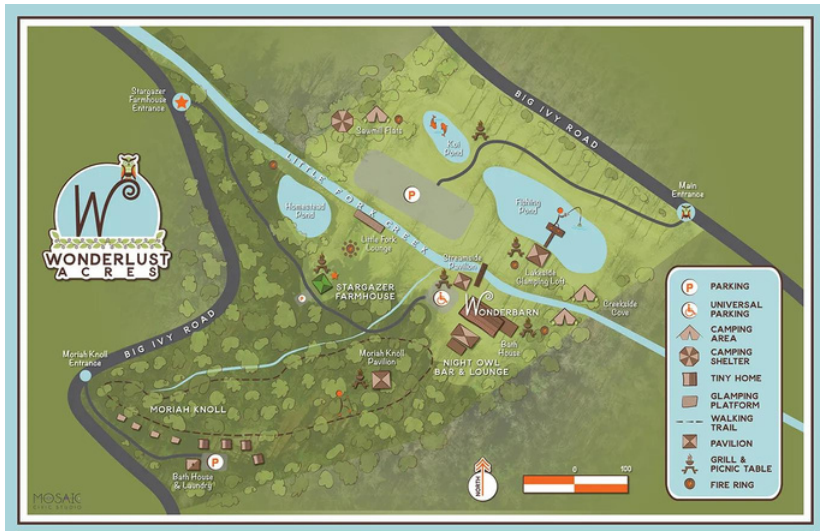 Stargazer
Farmhouse
Entrance
BIG IVY ROAD
Squirrel Flats
Koi
Pond
LITTLE FORK CREEK
P
Main
Entrance
W
WONDERLUST
ACRES
Homestead
Pond
Fishing
Pond
Little Fork
Lounge
Streamside
Pavilion
Lakeside
Glamping Loft
STARGAZER
FARMHOUSE
P
WONDERBARN
Creekside
Cove
Bath
House
NIGHT OWL
BAR & LOUNGE
BIG IVY ROAD
Moriah Knoll
Entrance
Moriah Knoll
Pavilion
MORIAH KNOLL
P
Bath House
& Laundry
P PARKING
UNIVERSAL
PARKING
CAMPING
AREA
CAMPING
SHELTER
TINY HOME
GLAMPING
PLATFORM
WALKING
TRAIL
PAVILION
GRILL &
PICNIC TABLE
FIRE RING
NORTH
0 100
MOSAIC
CIVIC STUDIO